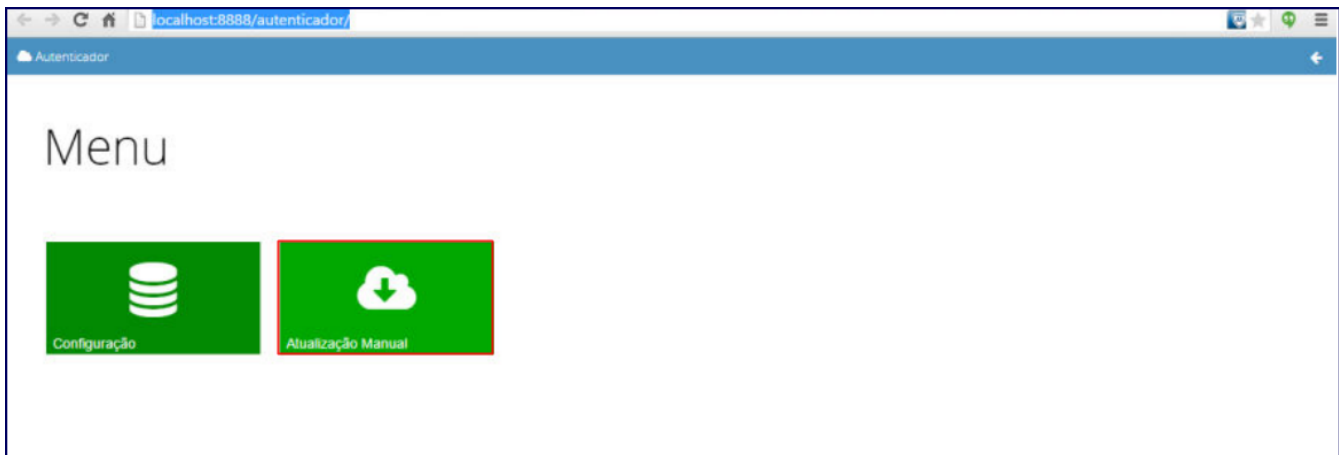 localhost:8888/autenticador/
Autenticador
Menu
Configuração
Atualização Manual